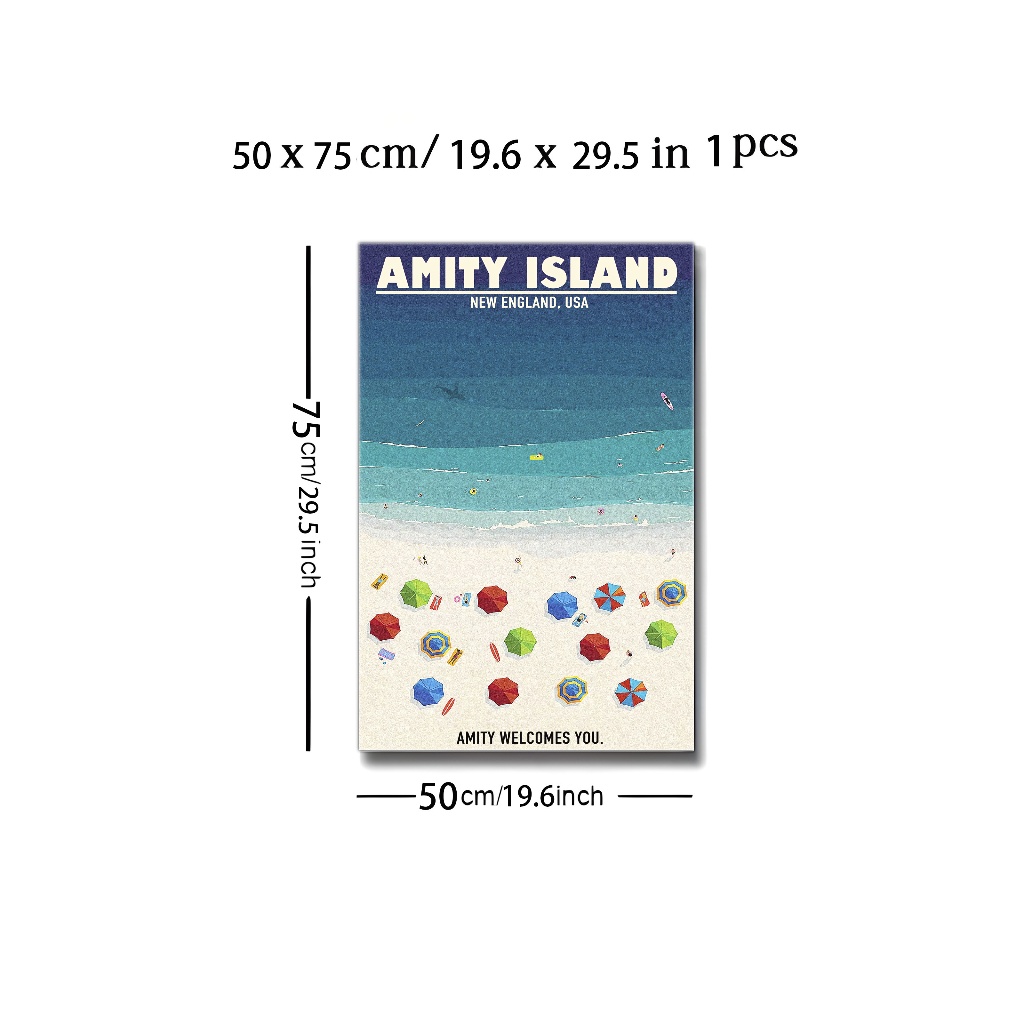 50 x 75 cm/ 19.6 x 29.5 in 1 pcs
AMITY ISLAND
NEW ENGLAND, USA
75cm/29.5inch
AMITY WELCOMES YOU.
50cm/19.6inch